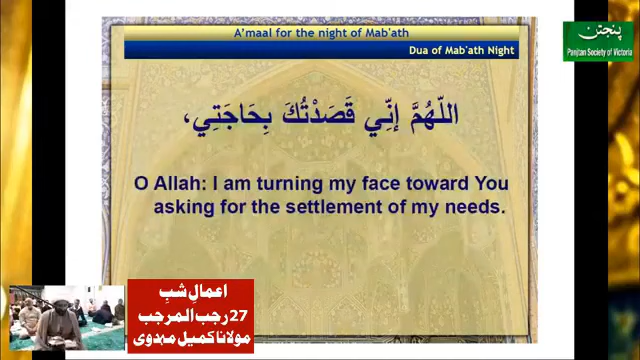 A'maal for the night of Mab'ath
Dua of Mab'ath Night
پنجتن
Panjtan Society of Victoria
اللّهُمَّ إنِّي قَصَدْتُكَ بِحَاجَتِي،
O Allah: I am turning my face toward You
asking for the settlement of my needs.
اعمالِ شبِ
27 رجب المرجب
مولانا کمیل مہدوی